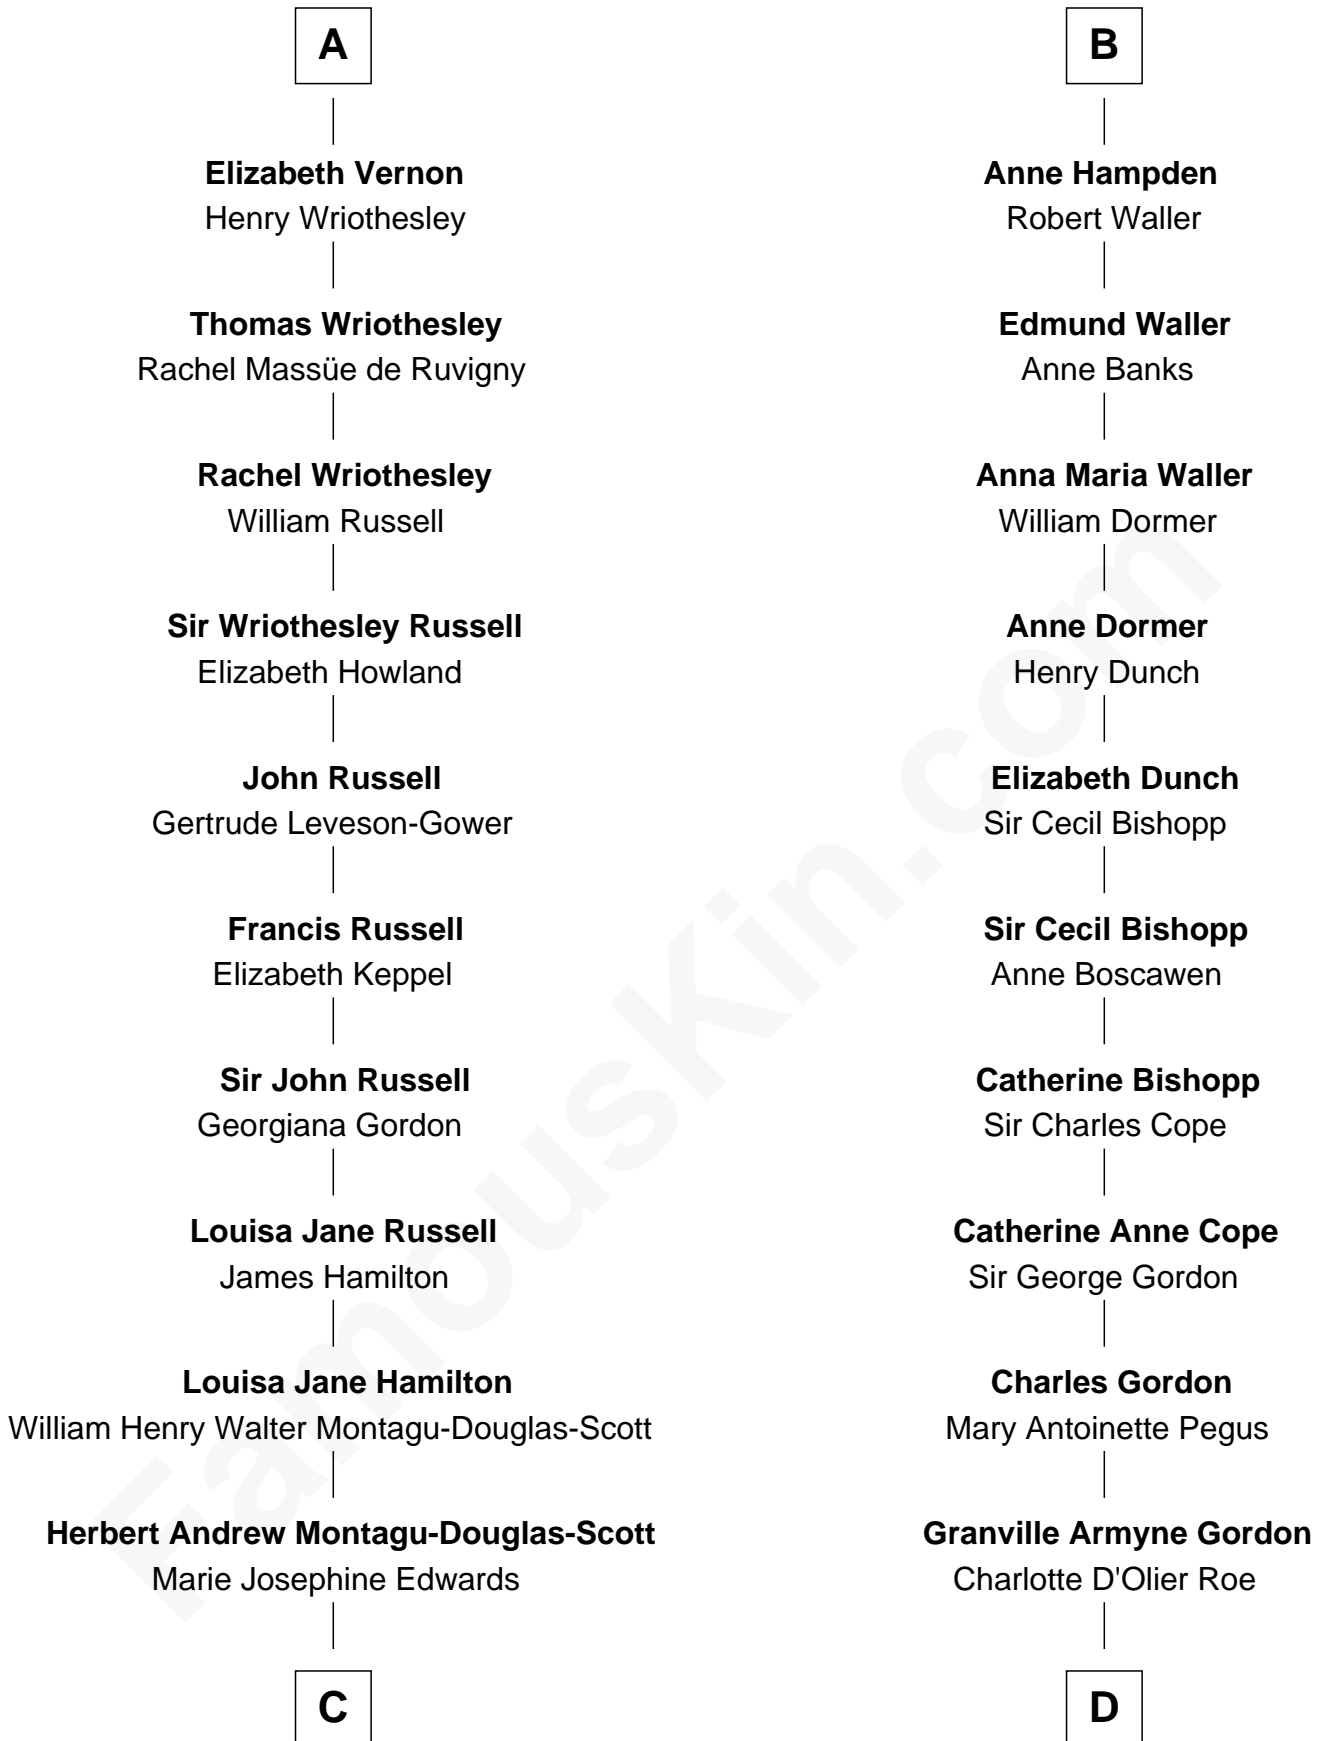 A
Elizabeth Vernon
Henry Wriothesley
Thomas Wriothesley
Rachel Massüe de Ruvigny
Rachel Wriothesley
William Russell
Sir Wriothesley Russell
Elizabeth Howland
John Russell
Gertrude Leveson-Gower
Francis Russell
Elizabeth Keppel
Sir John Russell
Georgiana Gordon
Louisa Jane Russell
James Hamilton
Louisa Jane Hamilton
William Henry Walter Montagu-Douglas-Scott
Herbert Andrew Montagu-Douglas-Scott
Marie Josephine Edwards
C
B
Anne Hampden
Robert Waller
Edmund Waller
Anne Banks
Anna Maria Waller
William Dormer
Anne Dormer
Henry Dunch
Elizabeth Dunch
Sir Cecil Bishopp
Sir Cecil Bishopp
Anne Boscawen
Catherine Bishopp
Sir Charles Cope
Catherine Anne Cope
Sir George Gordon
Charles Gordon
Mary Antoinette Pegus
Granville Armyne Gordon
Charlotte D'Olier Roe
D
FamousKin.com